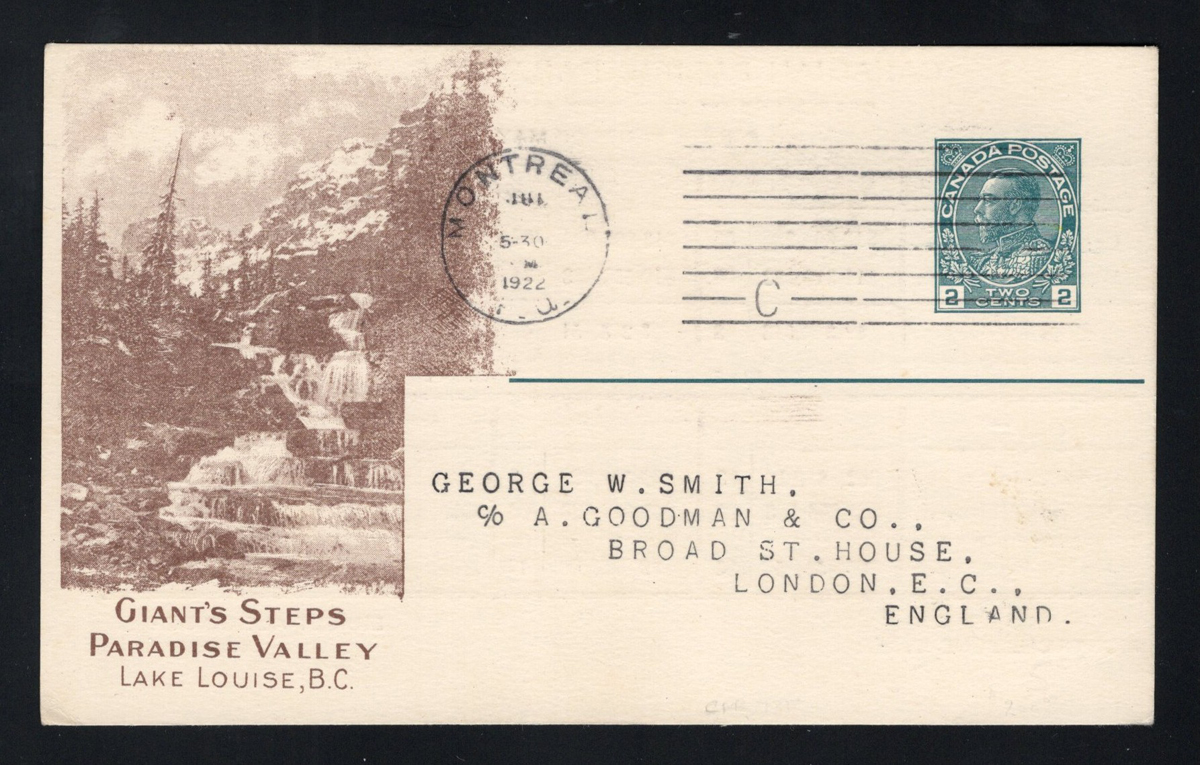 MONTREAL
5-30
M
1922
C
CANADA POSTAGE
2 TWO CENTS 2
GEORGE W. SMITH,
℅ A. GOODMAN & CO.,
BROAD ST. HOUSE,
LONDON, E.C.,
ENGLAND.
GIANT'S STEPS
PARADISE VALLEY
LAKE LOUISE, B.C.